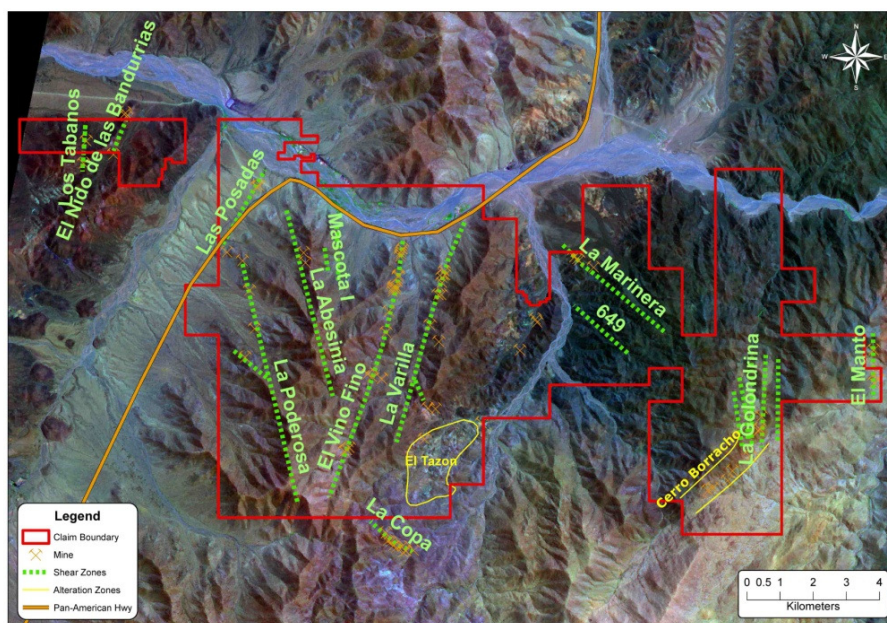 N
W
E
S
Los Tabanos
El Nido de las Bandurrias
Las Posadas
Mascota I
La Abesinia
La Poderosa
El Vino Fino
La Varilla
La Marinera
649
El Manto
La Golondrina
Cerro Borracho
El Tazon
La Copa
Legend
Claim Boundary
Mine
Shear Zones
Alteration Zones
Pan-American Hwy
0 0.5 1 2 3 4
Kilometers